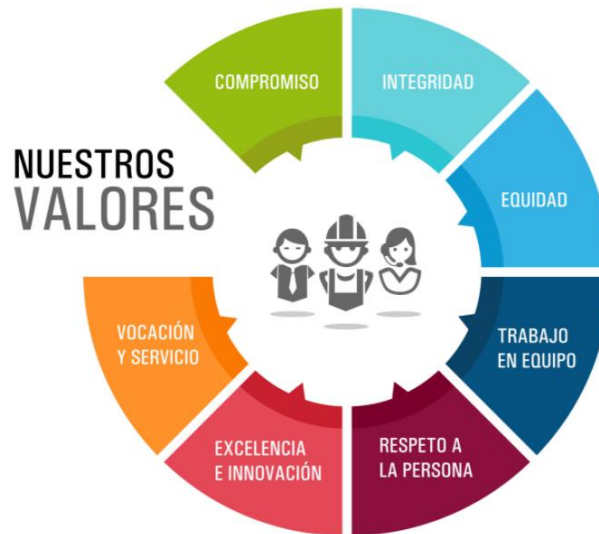 NUESTROS
VALORES
COMPROMISO
INTEGRIDAD
EQUIDAD
TRABAJO
EN EQUIPO
RESPETO A
LA PERSONA
EXCELENCIA
E INNOVACIÓN
VOCACIÓN
Y SERVICIO